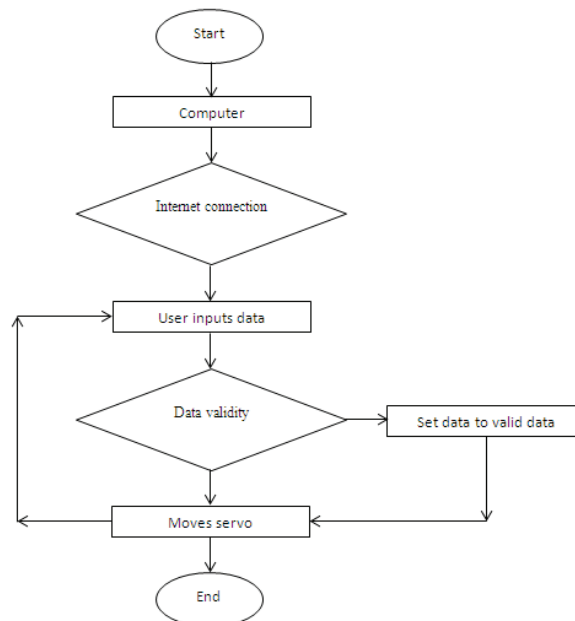 Start
Computer
Internet connection
User inputs data
Data validity
Set data to valid data
Moves servo
End